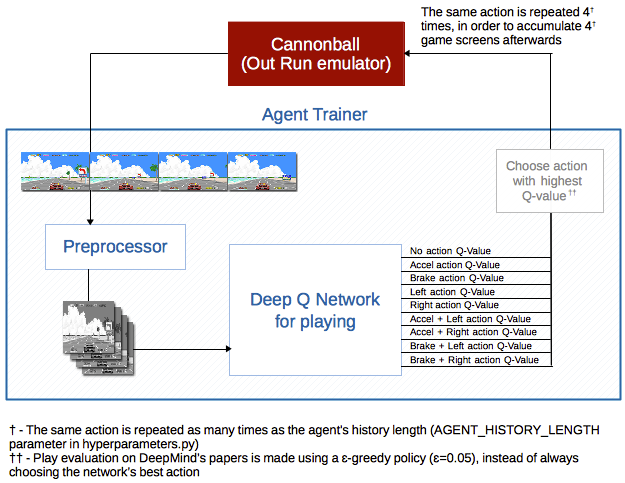 The same action is repeated 4†
times, in order to accumulate 4†
game screens afterwards
Cannonball
(Out Run emulator)
Agent Trainer
Choose action
with highest
Q-value††
Preprocessor
Deep Q Network
for playing
No action Q-Value
Accel action Q-Value
Brake action Q-Value
Left action Q-Value
Right action Q-Value
Accel + Left action Q-Value
Accel + Right action Q-Value
Brake + Left action Q-Value
Brake + Right action Q-Value
† - The same action is repeated as many times as the agent's history length (AGENT_HISTORY_LENGTH
parameter in hyperparameters.py)
†† - Play evaluation on DeepMind's papers is made using a ε-greedy policy (ε=0.05), instead of always
choosing the network's best action